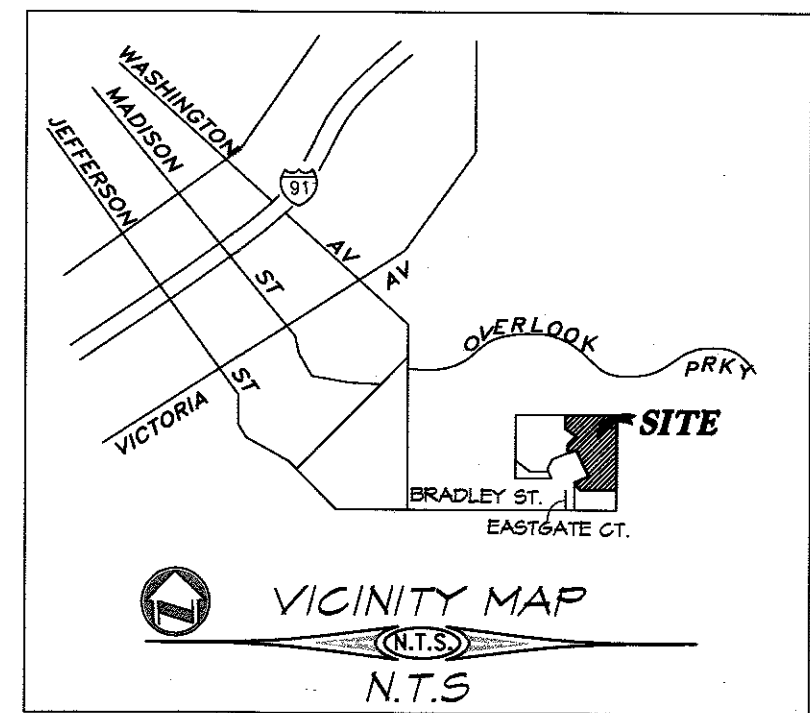 WASHINGTON
MADISON
JEFFERSON
91
AV
AV
ST
ST
VICTORIA
OVERLOOK
PRKY
SITE
BRADLEY ST.
EASTGATE CT.
VICINITY MAP
N.T.S.
N.T.S